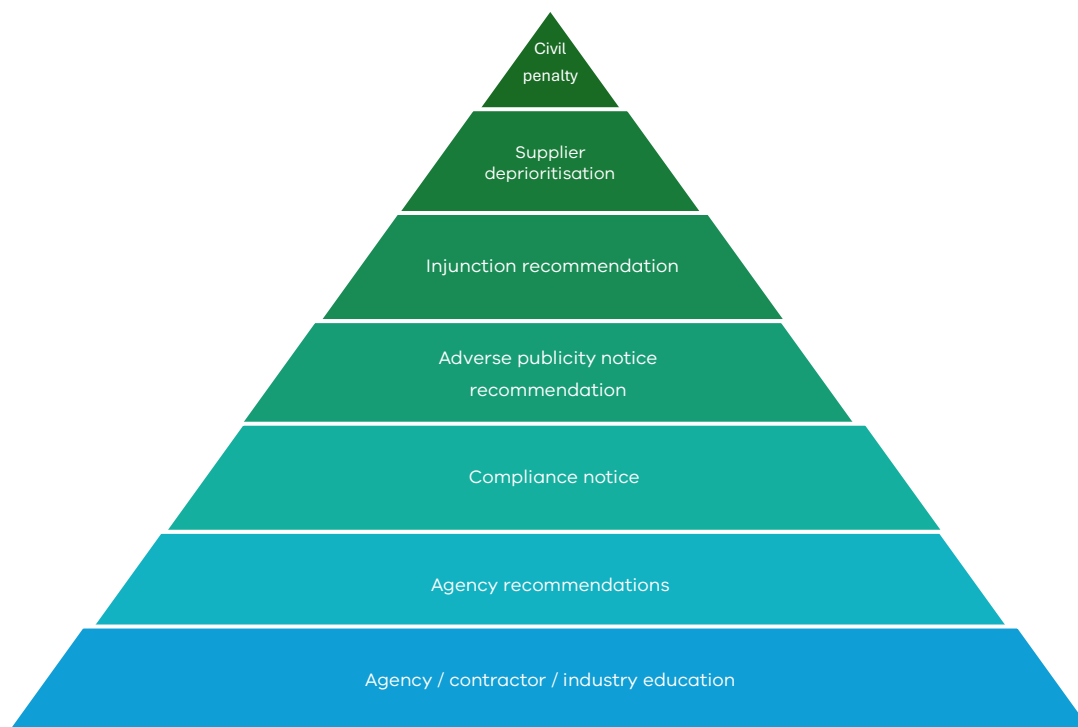 Civil
penalty
Supplier
deprioritisation
Injunction recommendation
Adverse publicity notice
recommendation
Compliance notice
Agency recommendations
Agency / contractor / industry education